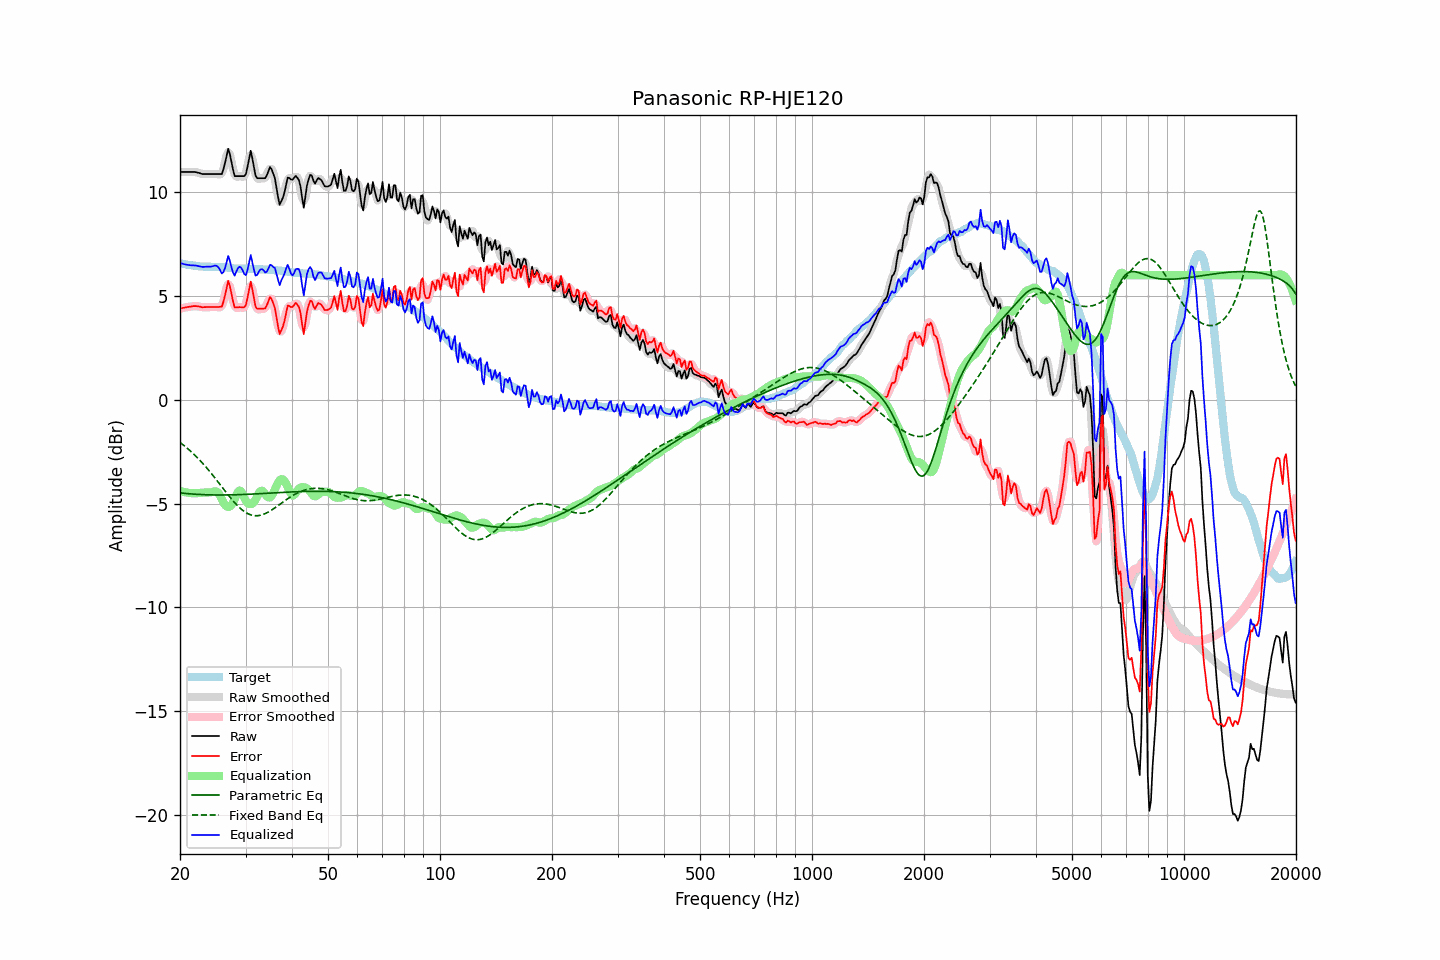 Panasonic RP-HJE120
Amplitude (dBr)
10
5
0
−5
−10
−15
−20
Target
Raw Smoothed
Error Smoothed
Raw
Error
Equalization
Parametric Eq
Fixed Band Eq
Equalized
20 50 100 200 500 1000 2000 5000 10000 20000
Frequency (Hz)